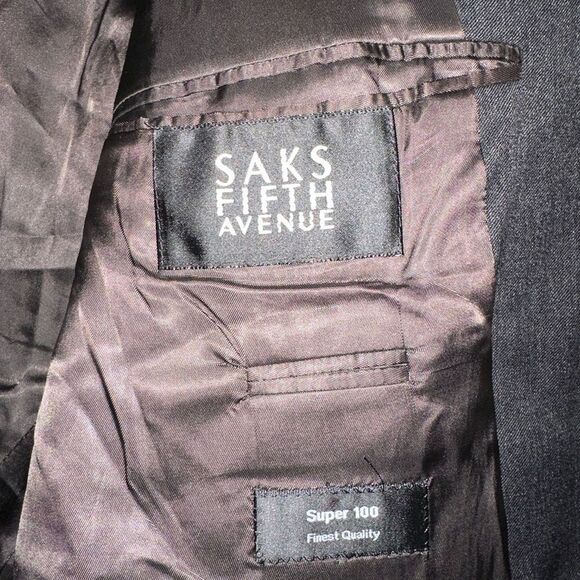 SAKS
FIFTH
AVENUE
Super 100
Finest Quality